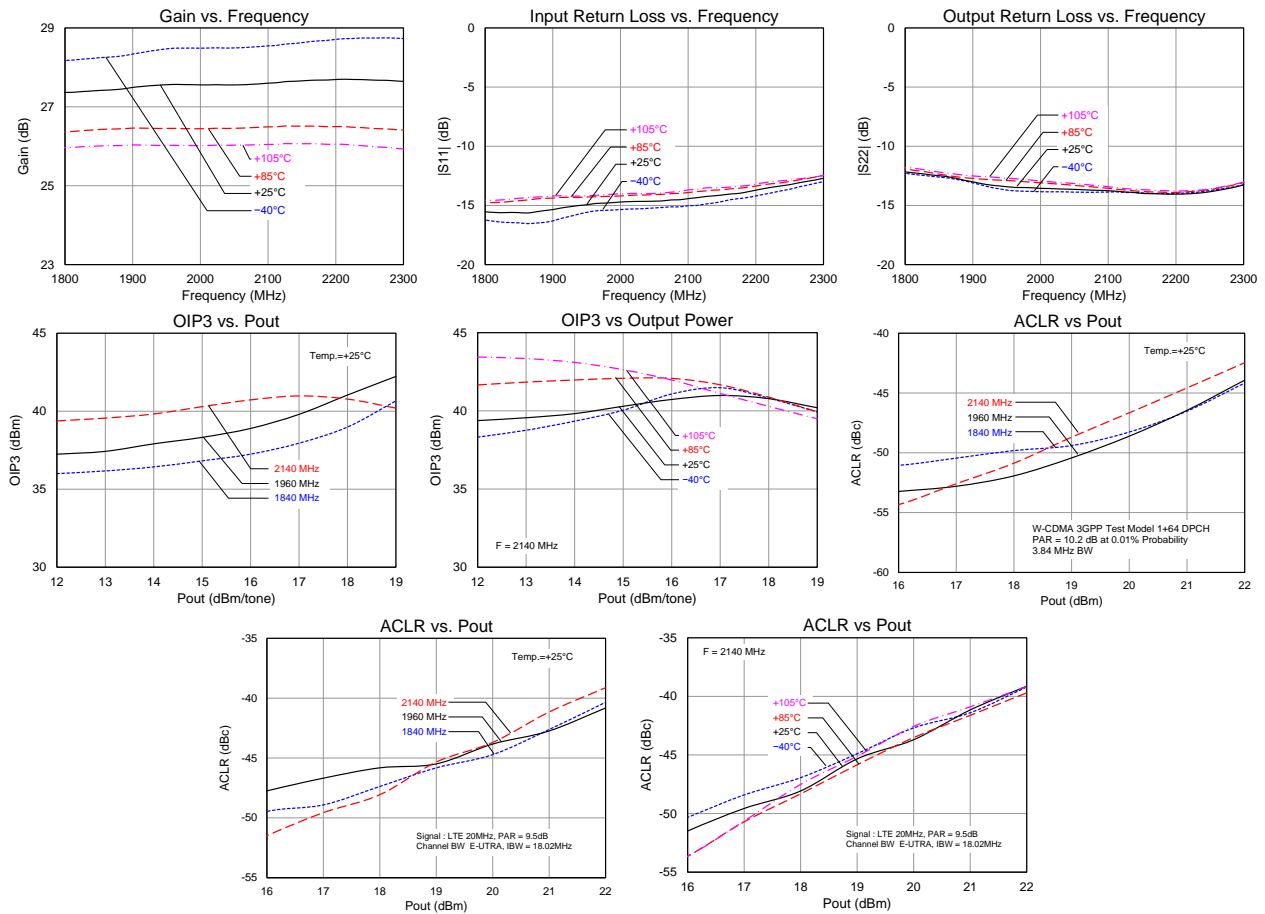 Gain vs. Frequency
29
27
25
23
Gain (dB)
+105°C
+85°C
+25°C
−40°C
1800 1900 2000 2100 2200 2300
Frequency (MHz)
Input Return Loss vs. Frequency
0
-5
-10
-15
-20
|S11| (dB)
+105°C
+85°C
+25°C
−40°C
1800 1900 2000 2100 2200 2300
Frequency (MHz)
Output Return Loss vs. Frequency
0
-5
-10
-15
-20
|S22| (dB)
+105°C
+85°C
+25°C
−40°C
1800 1900 2000 2100 2200 2300
Frequency (MHz)
OIP3 vs. Pout
45
40
35
30
OIP3 (dBm)
Temp.=+25°C
2140 MHz
1960 MHz
1840 MHz
12 13 14 15 16 17 18 19
Pout (dBm/tone)
OIP3 vs Output Power
45
40
35
30
OIP3 (dBm)
+105°C
+85°C
+25°C
−40°C
F = 2140 MHz
12 13 14 15 16 17 18 19
Pout (dBm/tone)
ACLR vs Pout
-40
-45
-50
-55
-60
ACLR (dBc)
Temp.=+25°C
2140 MHz
1960 MHz
1840 MHz
W-CDMA 3GPP Test Model 1+64 DPCH
PAR = 10.2 dB at 0.01% Probability
3.84 MHz BW
16 17 18 19 20 21 22
Pout (dBm)
ACLR vs. Pout
-35
-40
-45
-50
-55
ACLR (dBc)
Temp.=+25°C
2140 MHz
1960 MHz
1840 MHz
Signal : LTE 20MHz, PAR = 9.5dB
Channel BW E-UTRA, IBW = 18.02MHz
16 17 18 19 20 21 22
Pout (dBm)
ACLR vs Pout
-35
-40
-45
-50
-55
ACLR (dBc)
F = 2140 MHz
+105°C
+85°C
+25°C
−40°C
Signal : LTE 20MHz, PAR = 9.5dB
Channel BW E-UTRA, IBW = 18.02MHz
16 17 18 19 20 21 22
Pout (dBm)